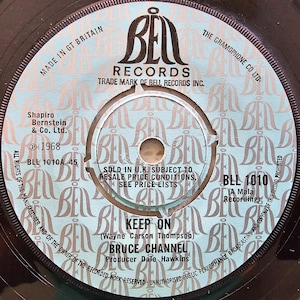 BELL
RECORDS
TRADE MARK OF BELL RECORDS INC.
MADE IN GT BRITAIN
THE GRAMOPHONE CO LTD
Shapiro
Bernstein
& Co. Ltd.
℗ 1968
BLL 1010A 45
SOLD IN U.K. SUBJECT TO
RESALE PRICE CONDITIONS,
SEE PRICE LISTS
BLL 1010
(A Mala
Recording)
KEEP ON
(Wayne Carson Thompson)
BRUCE CHANNEL
Producer Dale Hawkins